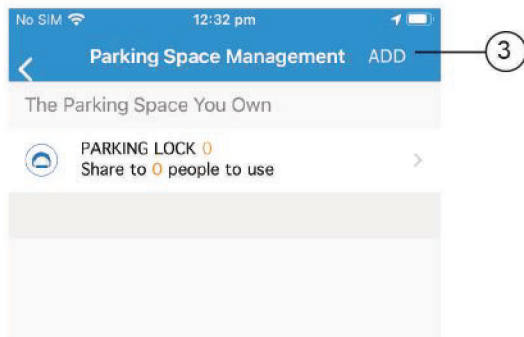 No SIM 12:32 pm
Parking Space Management ADD 3
The Parking Space You Own
PARKING LOCK 0
Share to 0 people to use